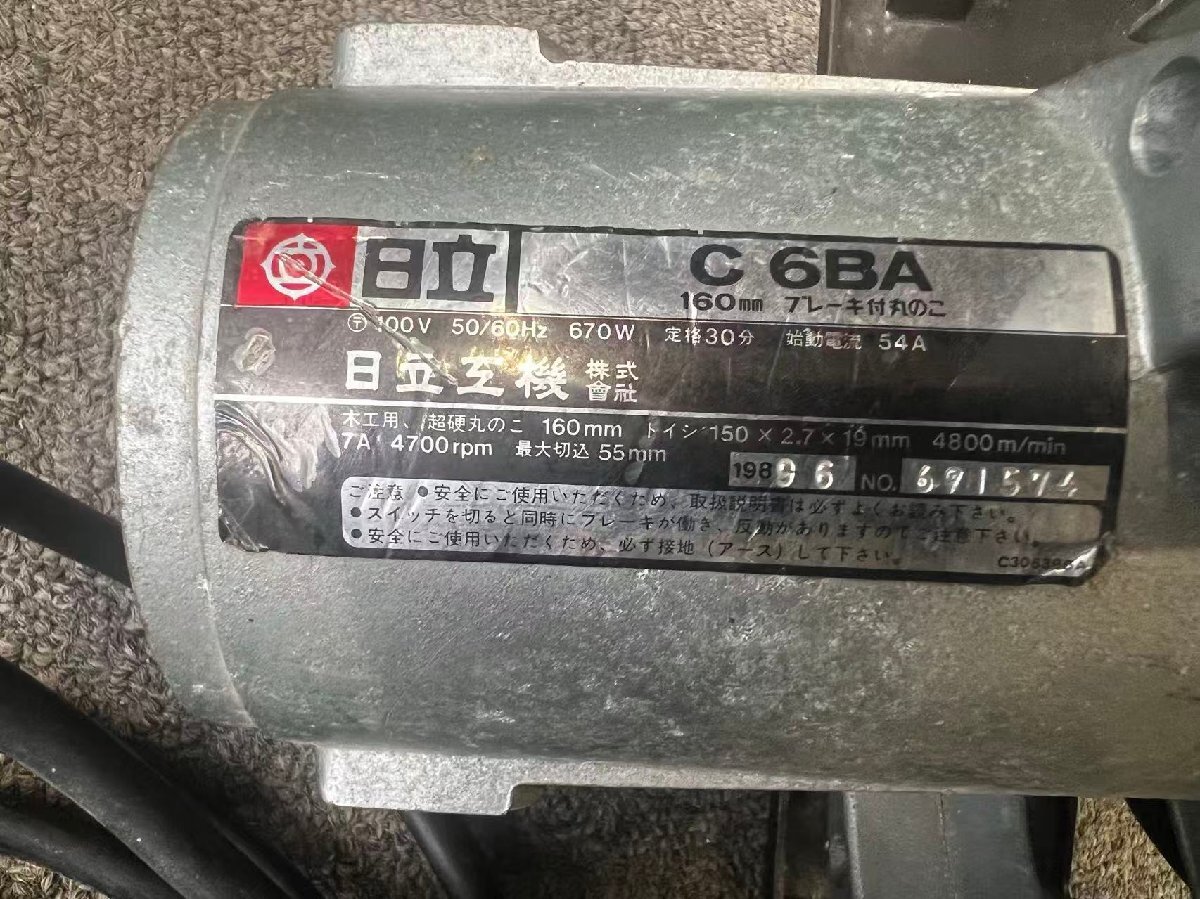 日立
C 6BA
160mm ブレーキ付丸のこ
〒 100V 50/60Hz 670W 定格30分 始動電流 54A
日立工機 株式會社
木工用、超硬丸のこ 160mm トイシ 150 × 2.7 × 19mm 4800m/min
7A 4700rpm 最大切込 55mm
1989 6 NO. 691574
ご注意 ●安全にご使用いただくため、取扱説明書は必ずよくお読み下さい。
●スイッチを切ると同時にブレーキが働き、反動がありますのでご注意下さい。
●安全にご使用いただくため、必ず接地（アース）して下さい。